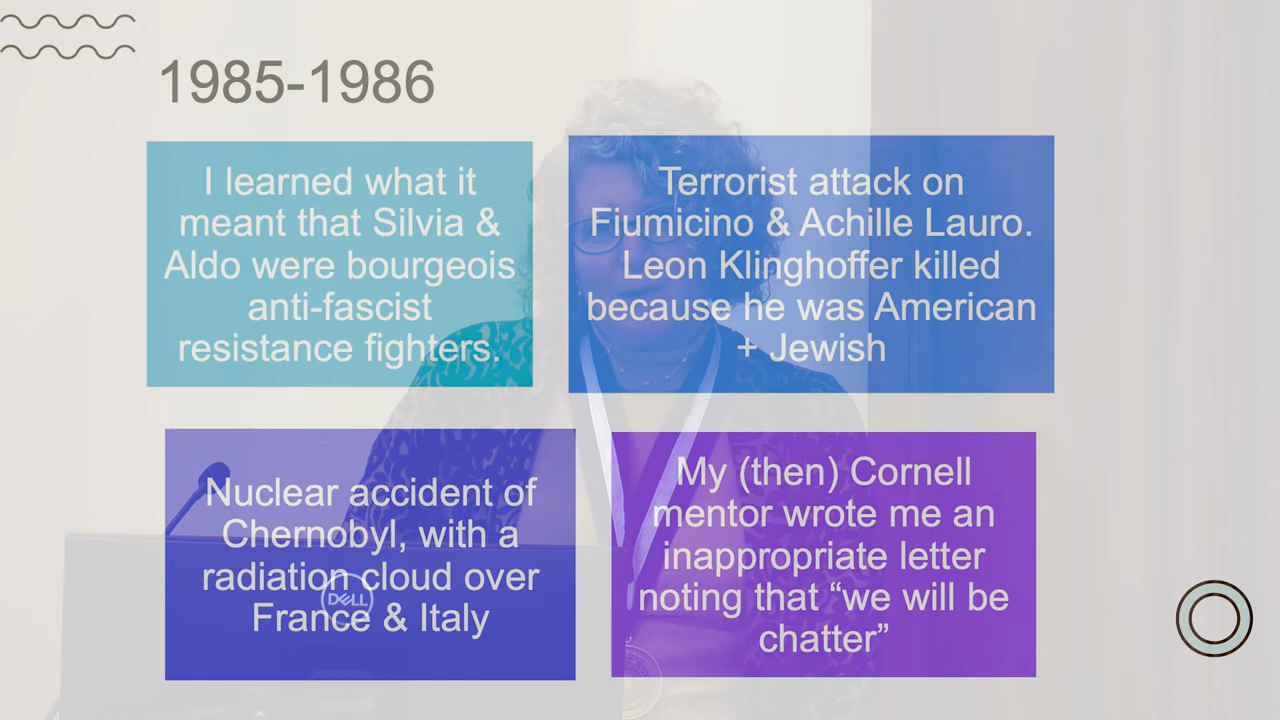 1985-1986
I learned what it
meant that Silvia &
Aldo were bourgeois
anti-fascist
resistance fighters.
Terrorist attack on
Fiumicino & Achille Lauro.
Leon Klinghoffer killed
because he was American
+ Jewish
Nuclear accident of
Chernobyl, with a
radiation cloud over
France & Italy
DELL
My (then) Cornell
mentor wrote me an
inappropriate letter
noting that “we will be
chatter”